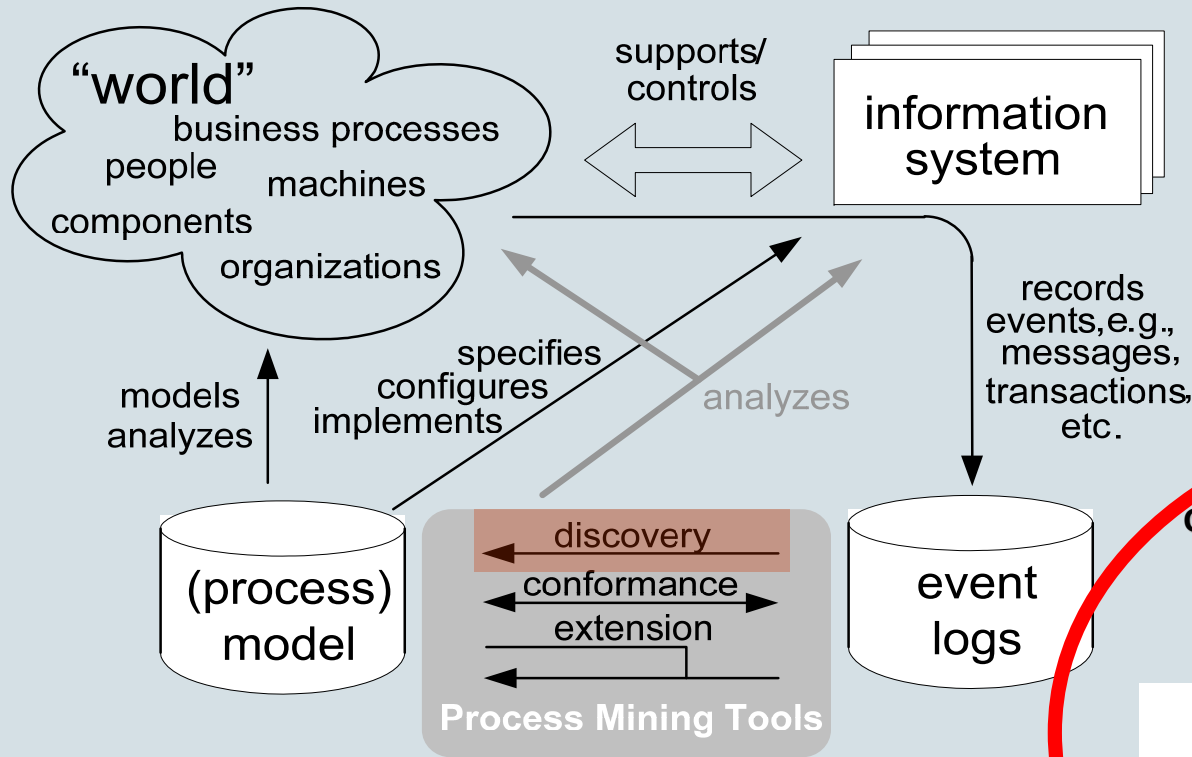 “world”
business processes
people
machines
components
organizations
supports/
controls
information
system
records
events,e.g.,
messages,
transactions,
etc.
models
analyzes
specifies
configures
implements
analyzes
(process)
model
discovery
conformance
extension
Process Mining Tools
event
logs